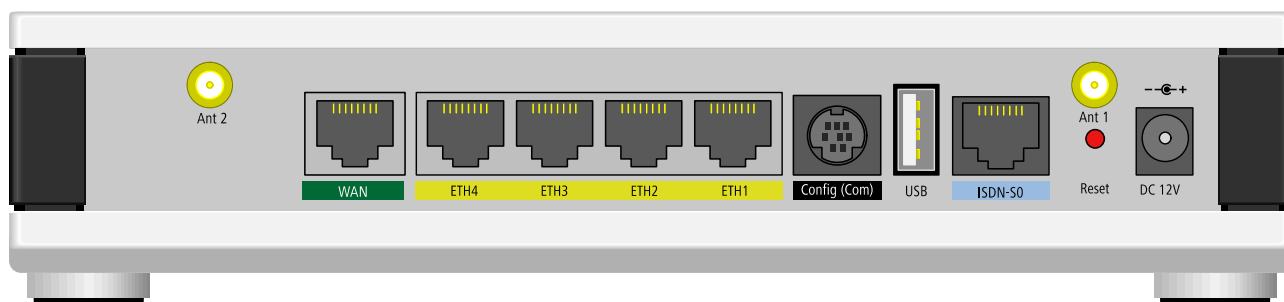 Ant 2
WAN
ETH4
ETH3
ETH2
ETH1
Config (Com)
USB
ISDN-S0
Ant 1
Reset
DC 12V